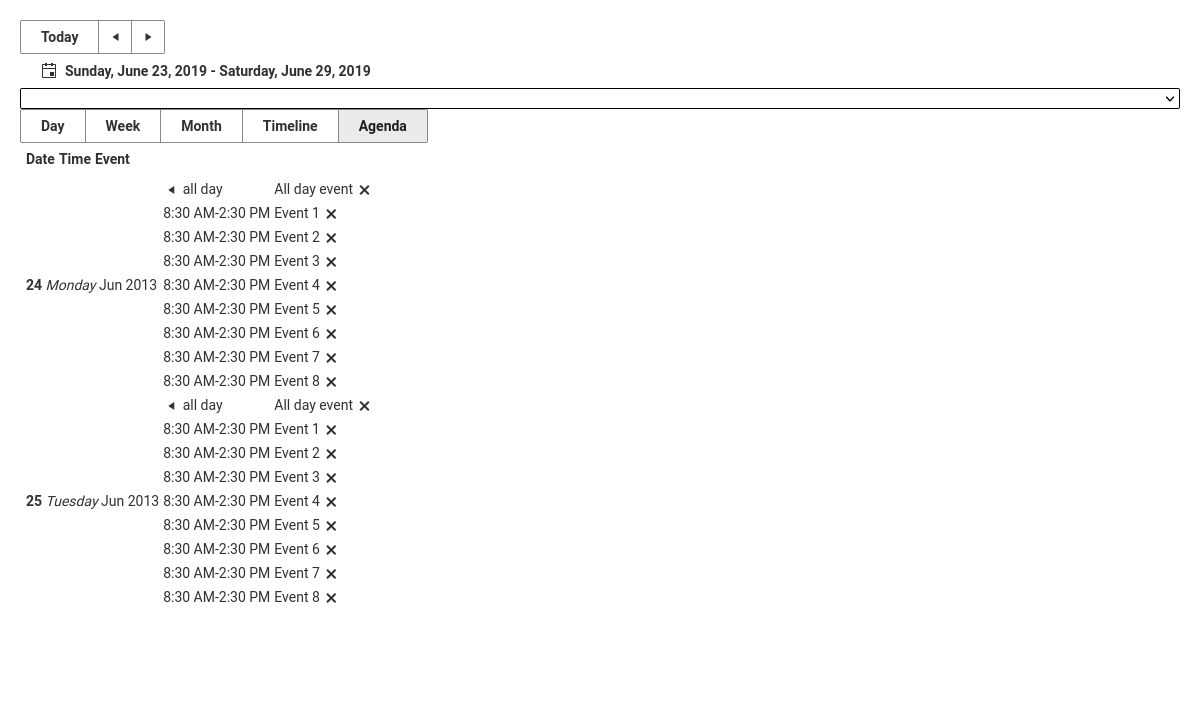 Today
Sunday, June 23, 2019 - Saturday, June 29, 2019
Day Week Month Timeline Agenda
Date Time Event
all day All day event
8:30 AM-2:30 PM Event 1
8:30 AM-2:30 PM Event 2
8:30 AM-2:30 PM Event 3
24 Monday Jun 2013 8:30 AM-2:30 PM Event 4
8:30 AM-2:30 PM Event 5
8:30 AM-2:30 PM Event 6
8:30 AM-2:30 PM Event 7
8:30 AM-2:30 PM Event 8
all day All day event
8:30 AM-2:30 PM Event 1
8:30 AM-2:30 PM Event 2
8:30 AM-2:30 PM Event 3
25 Tuesday Jun 2013 8:30 AM-2:30 PM Event 4
8:30 AM-2:30 PM Event 5
8:30 AM-2:30 PM Event 6
8:30 AM-2:30 PM Event 7
8:30 AM-2:30 PM Event 8